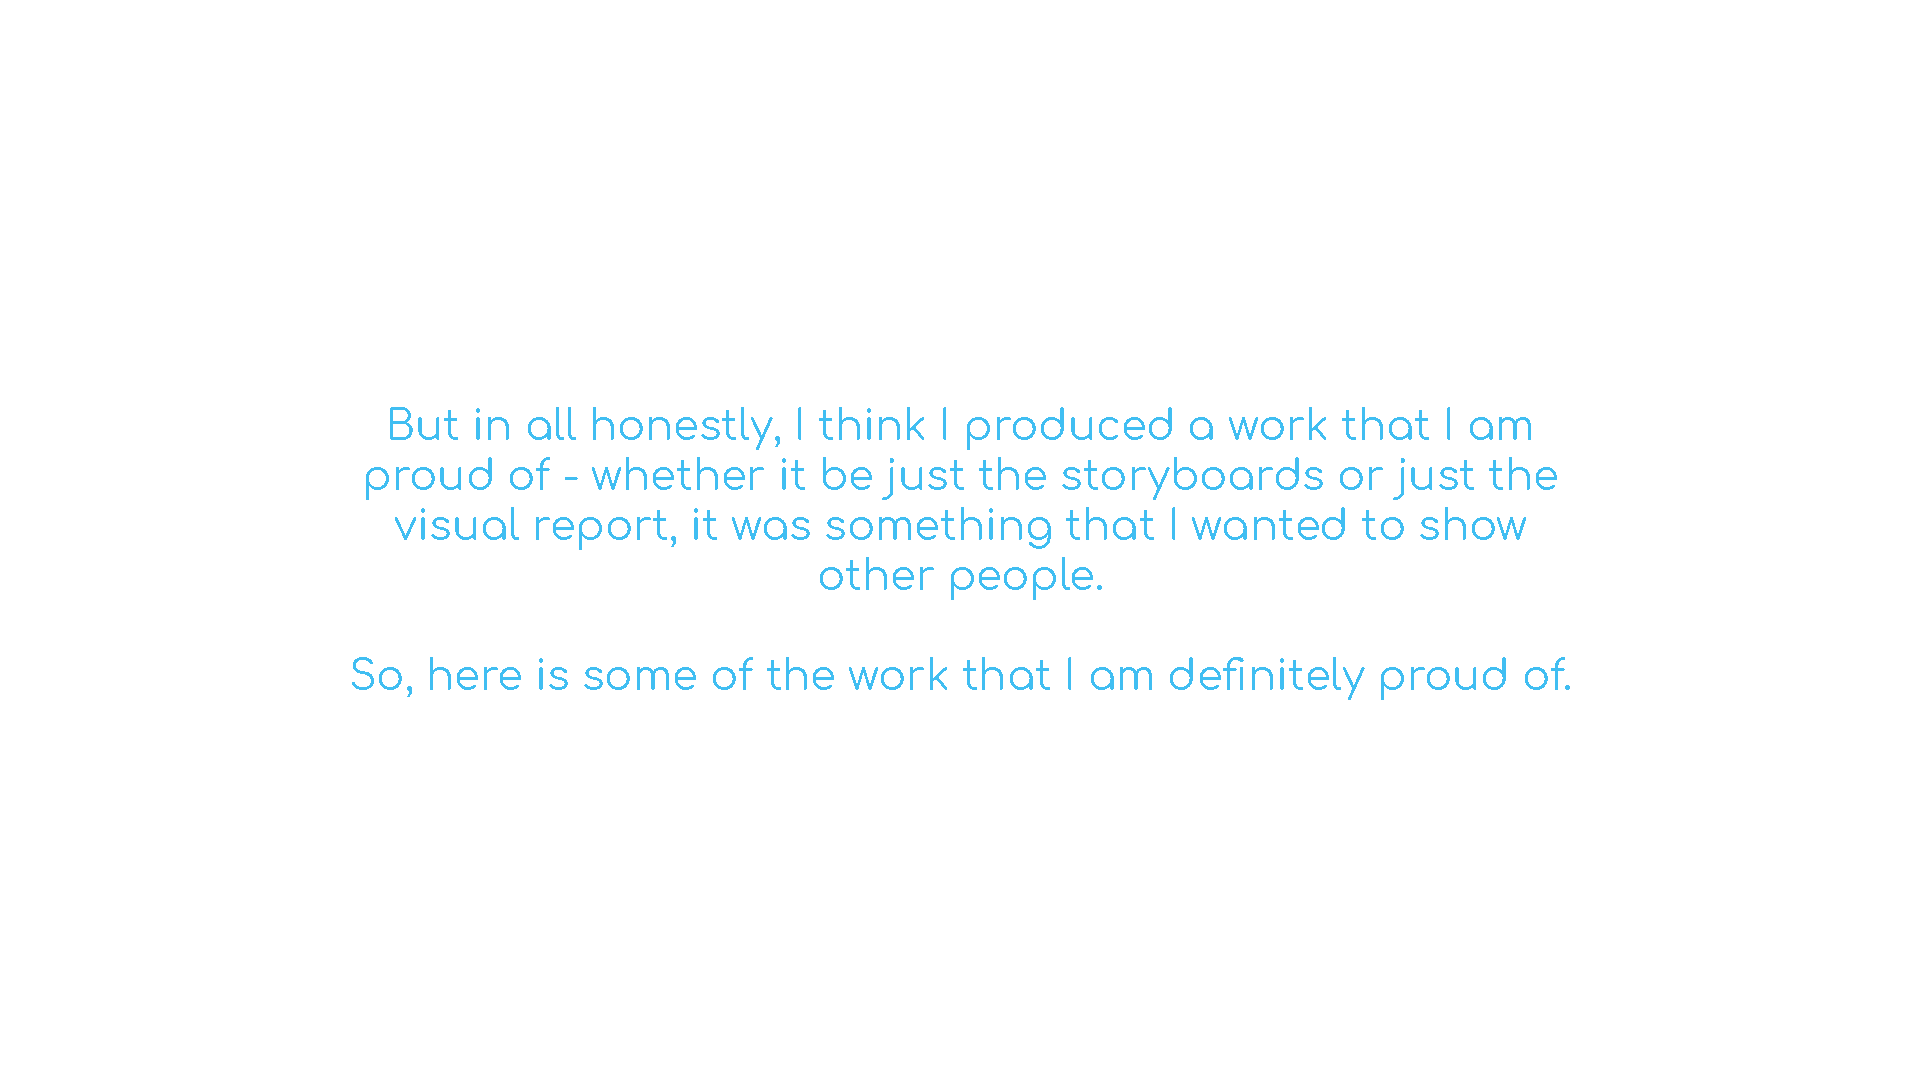 But in all honestly, I think I produced a work that I am
proud of - whether it be just the storyboards or just the
visual report, it was something that I wanted to show
other people.
So, here is some of the work that I am definitely proud of.